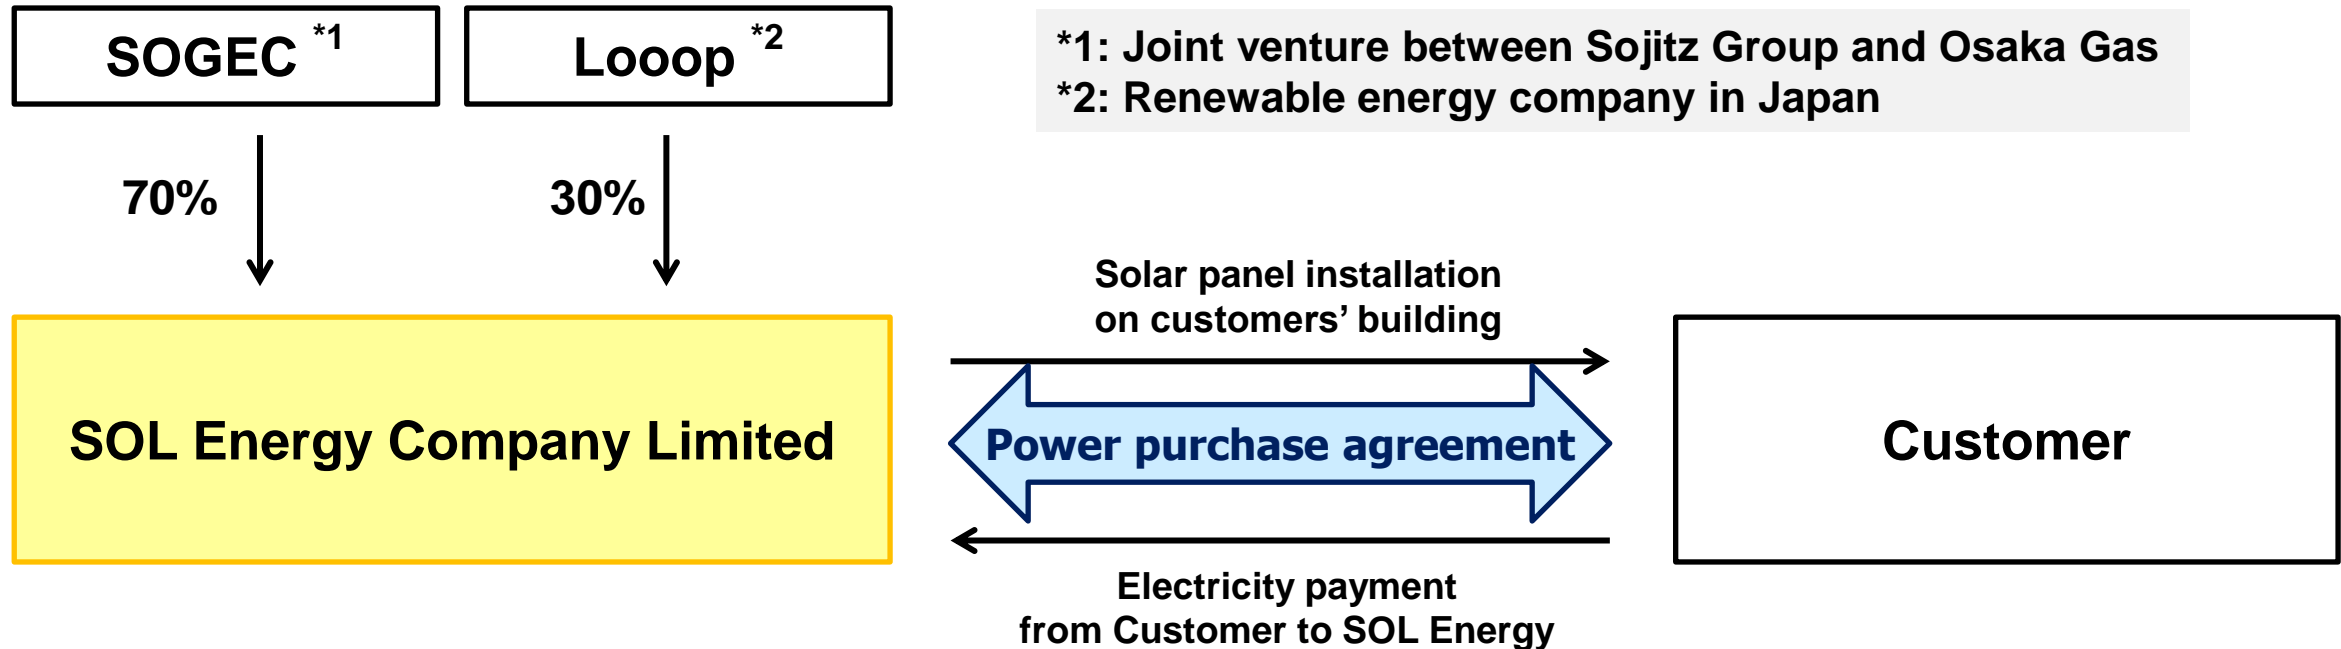 SOGEC *1
Looop *2
*1: Joint venture between Sojitz Group and Osaka Gas
*2: Renewable energy company in Japan
70%
30%
Solar panel installation
on customers’ building
SOL Energy Company Limited
Power purchase agreement
Customer
Electricity payment
from Customer to SOL Energy